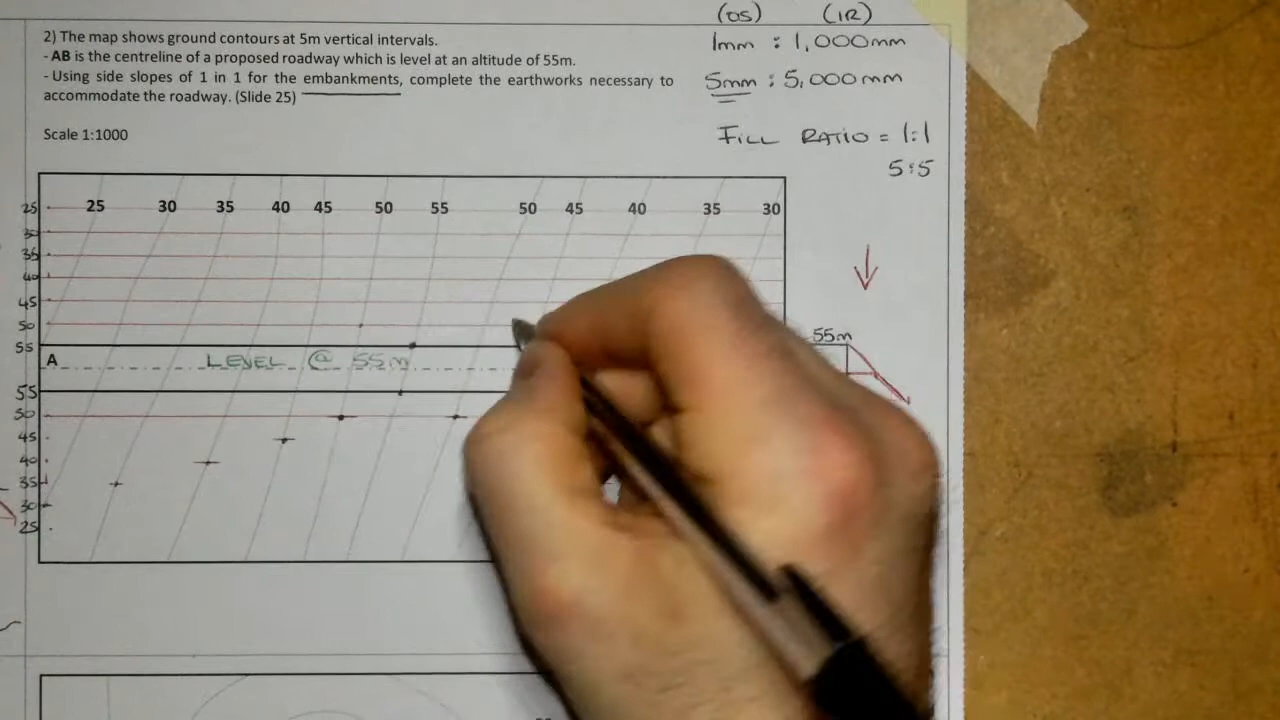 (DS) (IR)
1mm : 1,000mm
5mm : 5,000mm
FILL RATIO = 1:1
5:5
2) The map shows ground contours at 5m vertical intervals.
- AB is the centreline of a proposed roadway which is level at an altitude of 55m.
- Using side slopes of 1 in 1 for the embankments, complete the earthworks necessary to
accommodate the roadway. (Slide 25)
Scale 1:1000
25 25 30 35 40 45 50 55 50 45 40 35 30
30
35
40
45
50
55 55m
A LEVEL @ 55m
55
50
45
40
35
30
25